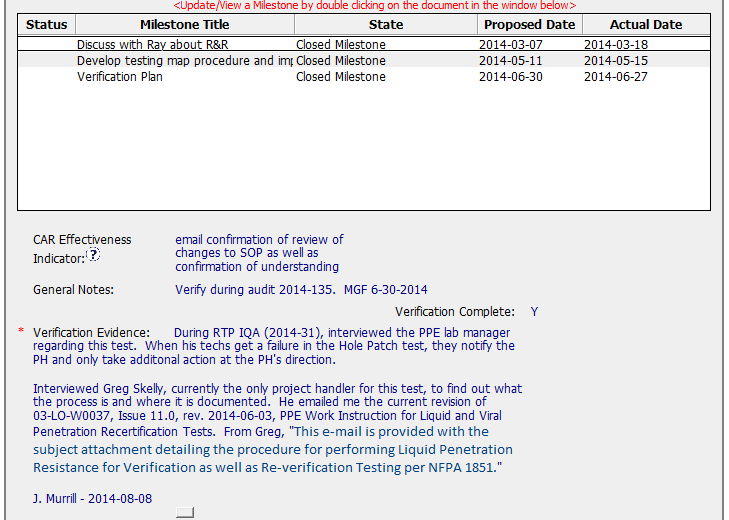 <Update/View a Milestone by double clicking on the document in the window below>
Status Milestone Title State Proposed Date Actual Date
Discuss with Ray about R&R Closed Milestone 2014-03-07 2014-03-18
Develop testing map procedure and im Closed Milestone 2014-05-11 2014-05-15
Verification Plan Closed Milestone 2014-06-30 2014-06-27
CAR Effectiveness email confirmation of review of
Indicator: ? changes to SOP as well as
confirmation of understanding
General Notes: Verify during audit 2014-135. MGF 6-30-2014
Verification Complete: Y
* Verification Evidence: During RTP IQA (2014-31), interviewed the PPE lab manager
regarding this test. When his techs get a failure in the Hole Patch test, they notify the
PH and only take additonal action at the PH's direction.
Interviewed Greg Skelly, currently the only project handler for this test, to find out what
the process is and where it is documented. He emailed me the current revision of
03-LO-W0037, Issue 11.0, rev. 2014-06-03, PPE Work Instruction for Liquid and Viral
Penetration Recertification Tests. From Greg, "This e-mail is provided with the
subject attachment detailing the procedure for performing Liquid Penetration
Resistance for Verification as well as Re-verification Testing per NFPA 1851."
J. Murrill - 2014-08-08